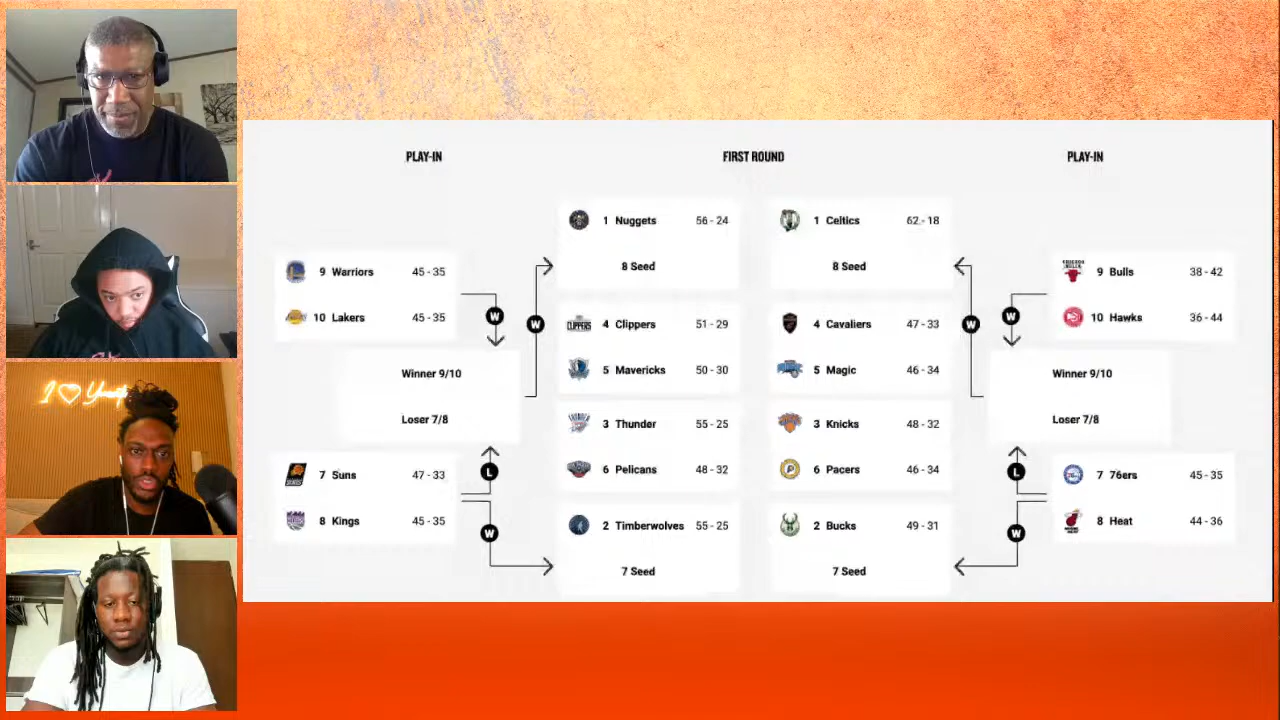 I ♡
PLAY-IN
FIRST ROUND
PLAY-IN
9 Warriors 45 - 35
10 Lakers 45 - 35
W
Winner 9/10
Loser 7/8
L
7 Suns 47 - 33
8 Kings 45 - 35
W
W
1 Nuggets 56 - 24
8 Seed
CLIPPERS
4 Clippers 51 - 29
5 Mavericks 50 - 30
3 Thunder 55 - 25
6 Pelicans 48 - 32
2 Timberwolves 55 - 25
7 Seed
1 Celtics 62 - 18
8 Seed
4 Cavaliers 47 - 33
5 Magic 46 - 34
3 Knicks 48 - 32
6 Pacers 46 - 34
2 Bucks 49 - 31
7 Seed
W
9 Bulls 38 - 42
10 Hawks 36 - 44
W
Winner 9/10
Loser 7/8
L
7 76ers 45 - 35
8 Heat 44 - 36
W